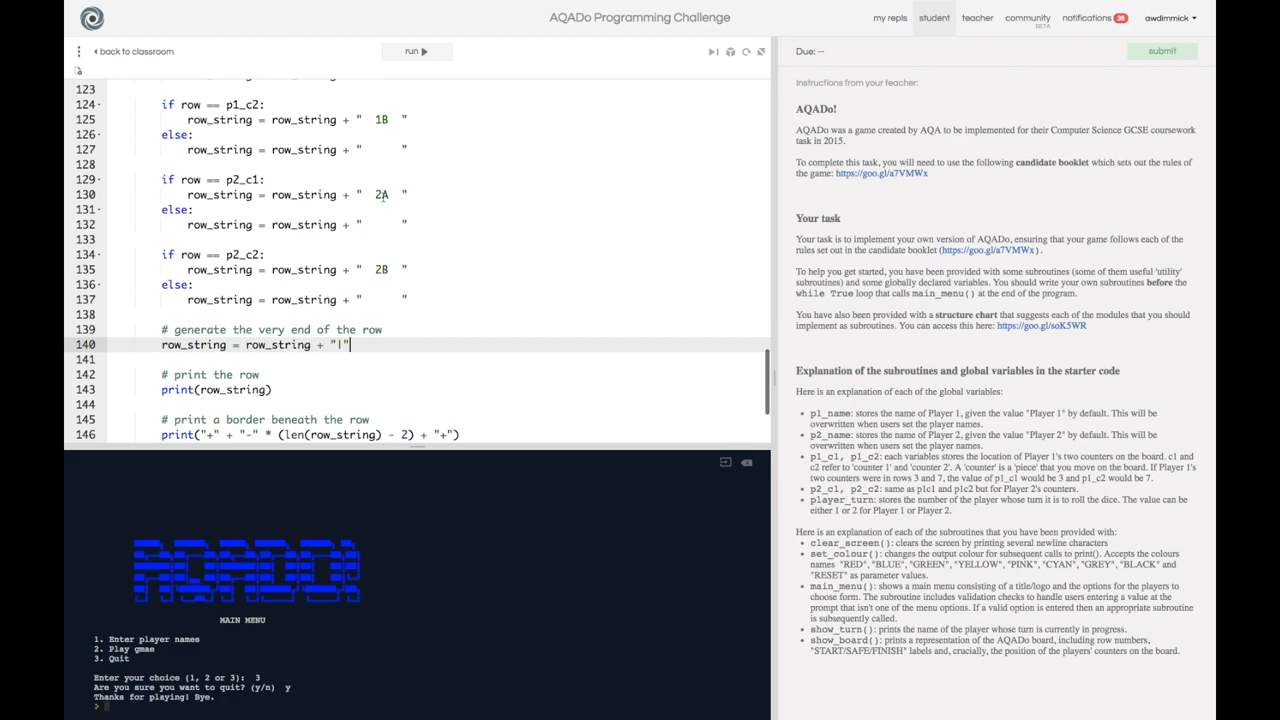 AQADo Programming Challenge
my repls
student
teacher
community
BETA
notifications 36
awdimmick
back to classroom
run
Due: --
submit
123
124 if row == p1_c2:
125 row_string = row_string + "  1B  "
126 else:
127 row_string = row_string + "      "
128
129 if row == p2_c1:
130 row_string = row_string + "  2A  "
131 else:
132 row_string = row_string + "      "
133
134 if row == p2_c2:
135 row_string = row_string + "  2B  "
136 else:
137 row_string = row_string + "      "
138
139 # generate the very end of the row
140 row_string = row_string + "|"
141
142 # print the row
143 print(row_string)
144
145 # print a border beneath the row
146 print("+" + "-" * (len(row_string) - 2) + "+")
AQADO
MAIN MENU
1. Enter player names
2. Play gmae
3. Quit
Enter your choice (1, 2 or 3):  3
Are you sure you want to quit? (y/n)  y
Thanks for playing! Bye.
>
Instructions from your teacher:
AQADo!
AQADo was a game created by AQA to be implemented for their Computer Science GCSE coursework
task in 2015.
To complete this task, you will need to use the following candidate booklet which sets out the rules of
the game: https://goo.gl/a7VMWx
Your task
Your task is to implement your own version of AQADo, ensuring that your game follows each of the
rules set out in the candidate booklet (https://goo.gl/a7VMWx).
To help you get started, you have been provided with some subroutines (some of them useful 'utility'
subroutines) and some globally declared variables. You should write your own subroutines before the
while True loop that calls main_menu() at the end of the program.
You have also been provided with a structure chart that suggests each of the modules that you should
implement as subroutines. You can access this here: https://goo.gl/soK5WR
Explanation of the subroutines and global variables in the starter code
Here is an explanation of each of the global variables:
• p1_name: stores the name of Player 1, given the value "Player 1" by default. This will be
overwritten when users set the player names.
• p2_name: stores the name of Player 2, given the value "Player 2" by default. This will be
overwritten when users set the player names.
• p1_c1, p1_c2: each variables stores the location of Player 1's two counters on the board. c1 and
c2 refer to 'counter 1' and 'counter 2'. A 'counter' is a 'piece' that you move on the board. If Player 1's
two counters were in rows 3 and 7, the value of p1_c1 would be 3 and p1_c2 would be 7.
• p2_c1, p2_c2: same as p1c1 and p1c2 but for Player 2's counters.
• player_turn: stores the number of the player whose turn it is to roll the dice. The value can be
either 1 or 2 for Player 1 or Player 2.
Here is an explanation of each of the subroutines that you have been provided with:
• clear_screen(): clears the screen by printing several newline characters
• set_colour(): changes the output colour for subsequent calls to print(). Accepts the colours
names "RED", "BLUE", "GREEN", "YELLOW", "PINK", "CYAN", "GREY", "BLACK" and
"RESET" as parameter values.
• main_menu(): shows a main menu consisting of a title/logo and the options for the players to
choose form. The subroutine includes validation checks to handle users entering a value at the
prompt that isn't one of the menu options. If a valid option is entered then an appropriate subroutine
is subsequently called.
• show_turn(): prints the name of the player whose turn is currently in progress.
• show_board(): prints a representation of the AQADo board, including row numbers,
"START/SAFE/FINISH" labels and, crucially, the position of the players' counters on the board.